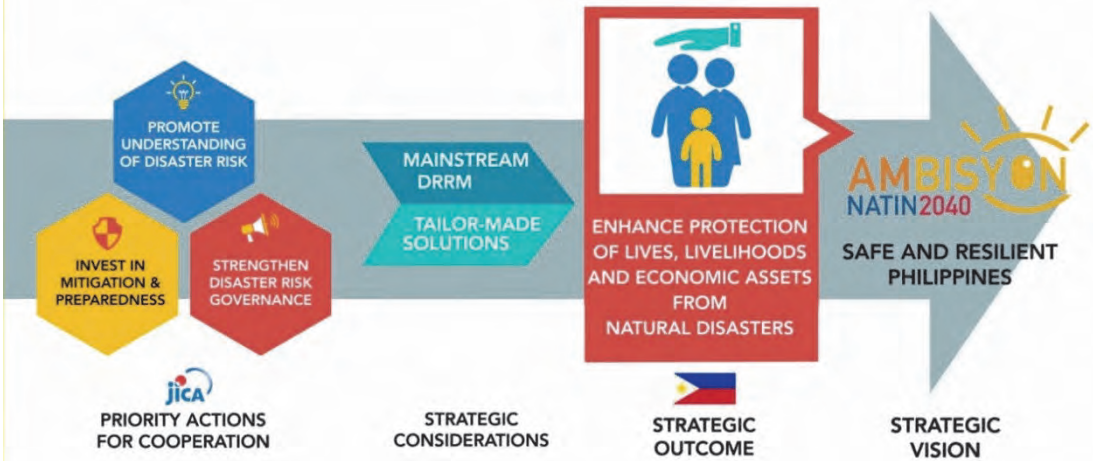 PROMOTE
UNDERSTANDING
OF DISASTER RISK
INVEST IN
MITIGATION &
PREPAREDNESS
STRENGTHEN
DISASTER RISK
GOVERNANCE
jICA
PRIORITY ACTIONS
FOR COOPERATION
MAINSTREAM
DRRM
TAILOR-MADE
SOLUTIONS
STRATEGIC
CONSIDERATIONS
ENHANCE PROTECTION
OF LIVES, LIVELIHOODS
AND ECONOMIC ASSETS
FROM
NATURAL DISASTERS
STRATEGIC
OUTCOME
AMBISYON
NATIN2040
SAFE AND RESILIENT
PHILIPPINES
STRATEGIC
VISION